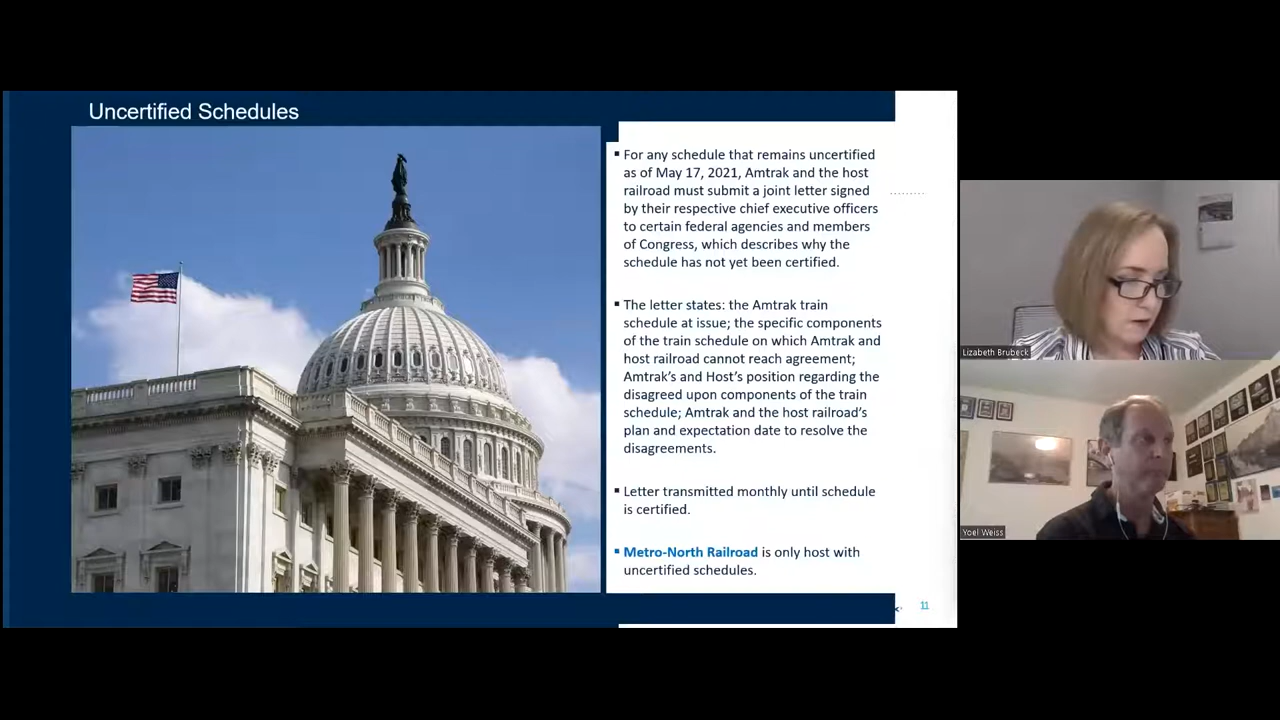 Uncertified Schedules
▪ For any schedule that remains uncertified
as of May 17, 2021, Amtrak and the host
railroad must submit a joint letter signed
by their respective chief executive officers
to certain federal agencies and members
of Congress, which describes why the
schedule has not yet been certified.
▪ The letter states: the Amtrak train
schedule at issue; the specific components
of the train schedule on which Amtrak and
host railroad cannot reach agreement;
Amtrak's and Host's position regarding the
disagreed upon components of the train
schedule; Amtrak and the host railroad's
plan and expectation date to resolve the
disagreements.
▪ Letter transmitted monthly until schedule
is certified.
▪ Metro-North Railroad is only host with
uncertified schedules.
11
Lizabeth Brubeck
Yoel Weiss